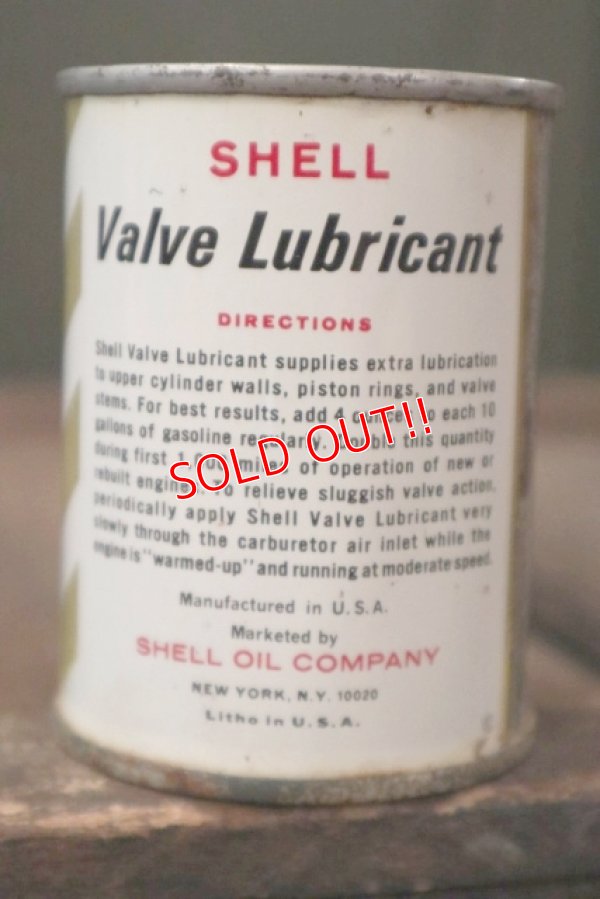 SHELL
Valve Lubricant
DIRECTIONS
Shell Valve Lubricant supplies extra lubrication
to upper cylinder walls, piston rings, and valve
stems. For best results, add 4 ounces to each 10
gallons of gasoline regularly. Double this quantity
during first 1,000 miles of operation of new or
rebuilt engines. To relieve sluggish valve action,
periodically apply Shell Valve Lubricant very
slowly through the carburetor air inlet while the
engine is "warmed-up" and running at moderate speed.
SOLD OUT!!
Manufactured in U.S.A.
Marketed by
SHELL OIL COMPANY
NEW YORK, N.Y. 10020
Litho in U.S.A.